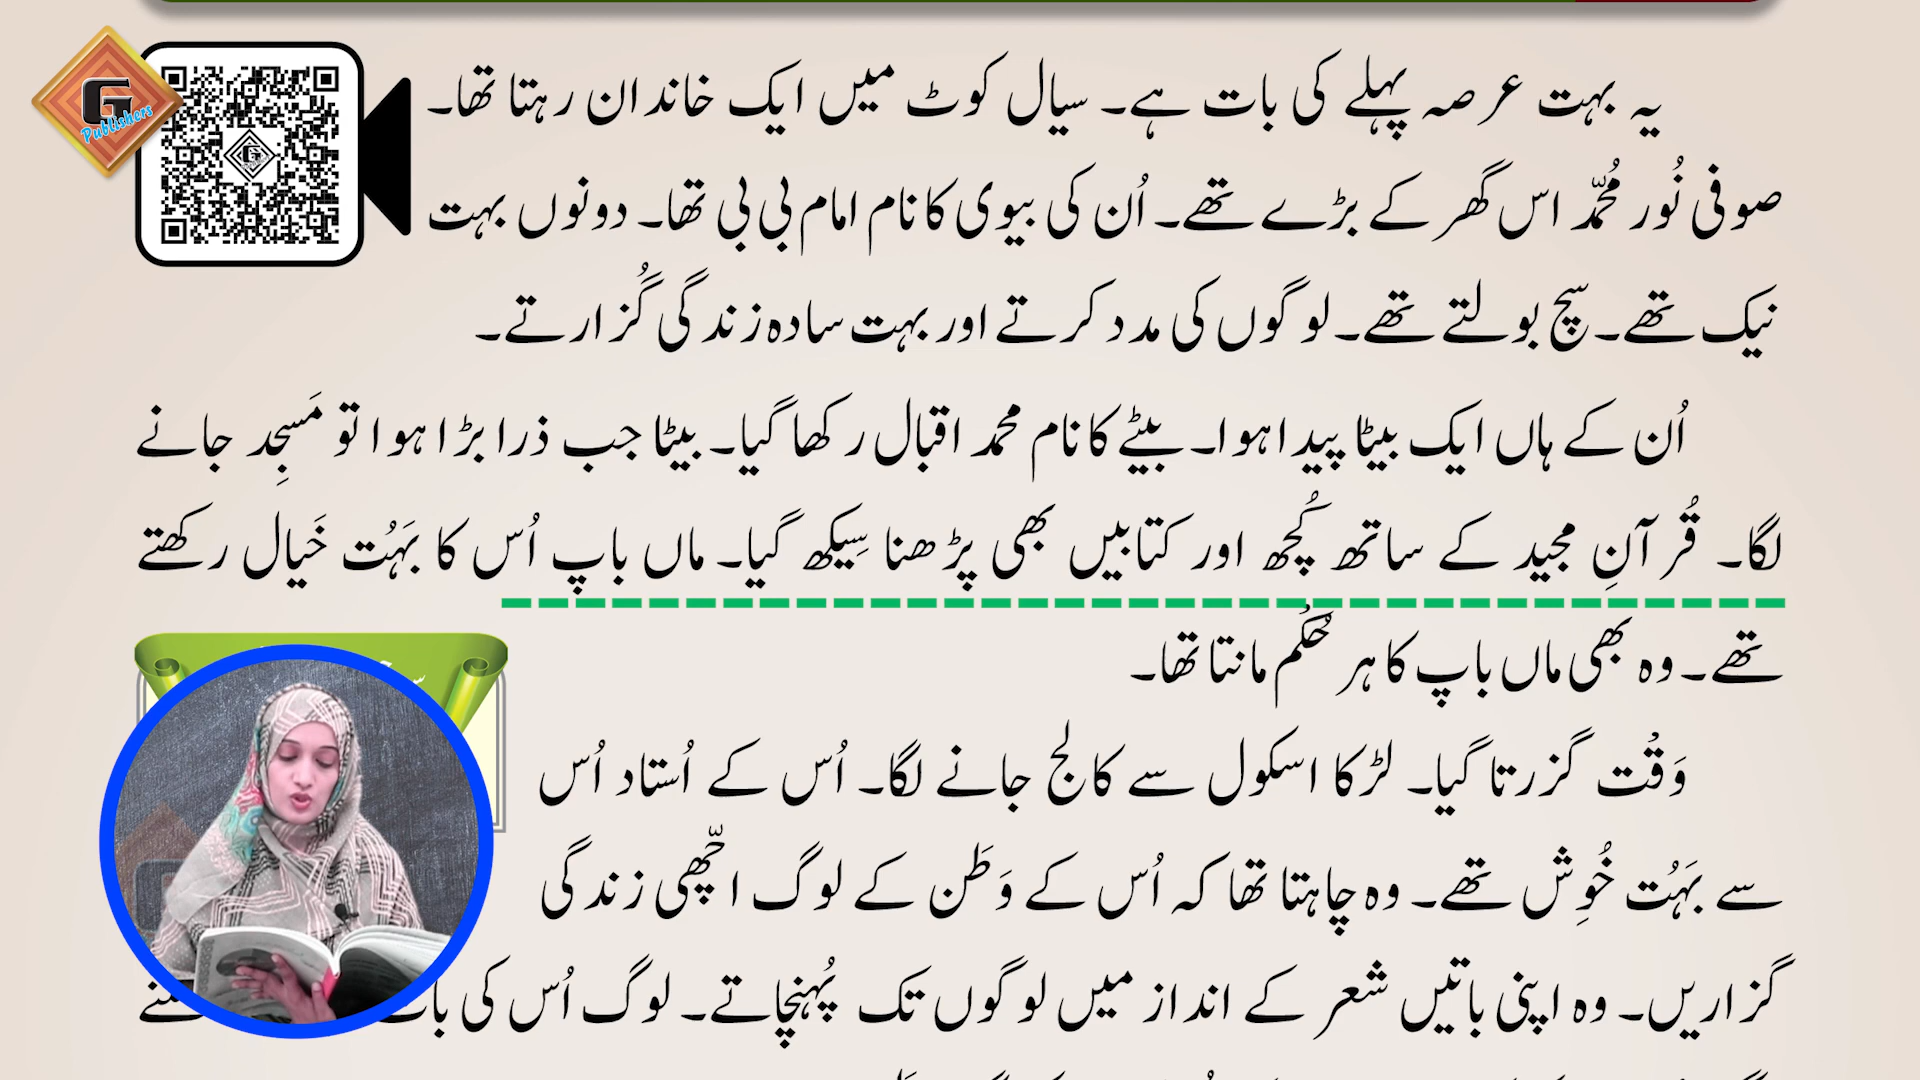 یہ بہت عرصہ پہلے کی بات ہے۔ سیال کوٹ میں ایک خاندان رہتا تھا۔
صوفی نُور محمّد اس گھر کے بڑے تھے۔ اُن کی بیوی کا نام امام بی بی تھا۔ دونوں بہت
نیک تھے۔ سچ بولتے تھے۔ لوگوں کی مدد کرتے اور بہت سادہ زندگی گُزارتے۔
اُن کے ہاں ایک بیٹا پیدا ہوا۔ بیٹے کا نام محمد اقبال رکھا گیا۔ بیٹا جب ذرا بڑا ہوا تو مَسجِد جانے
لگا۔ قُرآنِ مجید کے ساتھ کُچھ اور کتابیں بھی پڑھنا سِیکھ گیا۔ ماں باپ اُس کا بَہُت خَیال رکھتے
تھے۔ وہ بھی ماں باپ کا ہر حُکْم مانتا تھا۔
وَقْت گزرتا گیا۔ لڑکا اسکول سے کالج جانے لگا۔ اُس کے اُستاد اُس
سے بَہُت خُوش تھے۔ وہ چاہتا تھا کہ اُس کے وَطَن کے لوگ اچّھی زندگی
گزاریں۔ وہ اپنی باتیں شعر کے انداز میں لوگوں تک پُہنچاتے۔ لوگ اُس کی
G
Publishers